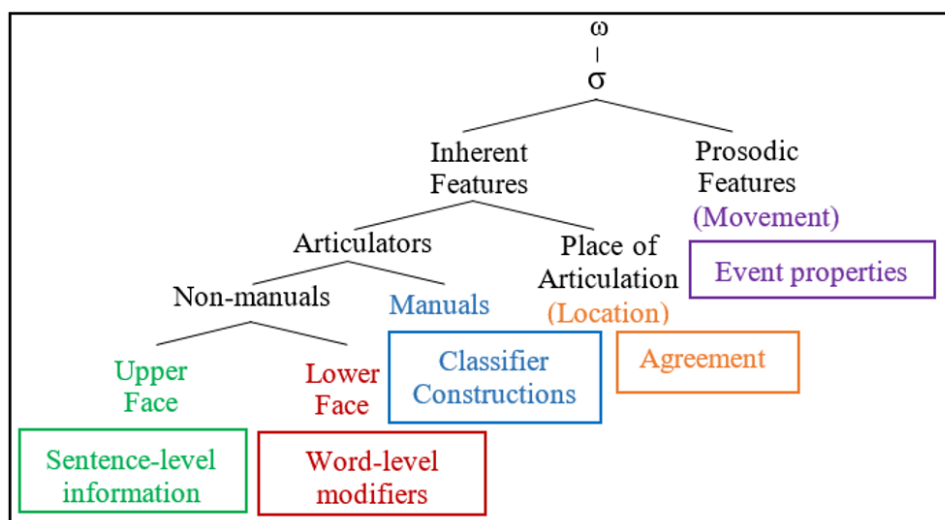 ω
σ
Inherent
Features
Prosodic
Features
(Movement)
Event properties
Articulators
Place of
Articulation
(Location)
Agreement
Non-manuals
Manuals
Classifier
Constructions
Upper
Face
Lower
Face
Sentence-level
information
Word-level
modifiers